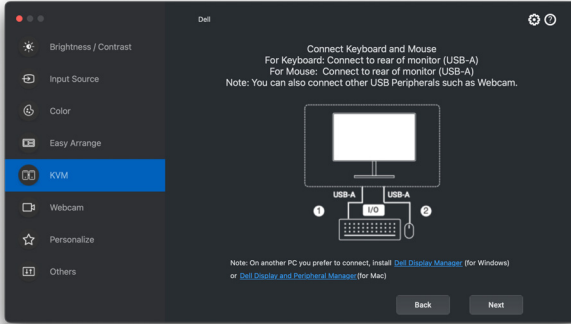 Dell
Brightness / Contrast
Input Source
Color
Easy Arrange
KVM
Webcam
Personalize
Others
Connect Keyboard and Mouse
For Keyboard: Connect to rear of monitor (USB-A)
For Mouse: Connect to rear of monitor (USB-A)
Note: You can also connect other USB Peripherals such as Webcam.
USB-A USB-A
1 I/O 2
Note: On another PC you prefer to connect, install Dell Display Manager (for Windows)
or Dell Display and Peripheral Manager(for Mac)
Back Next